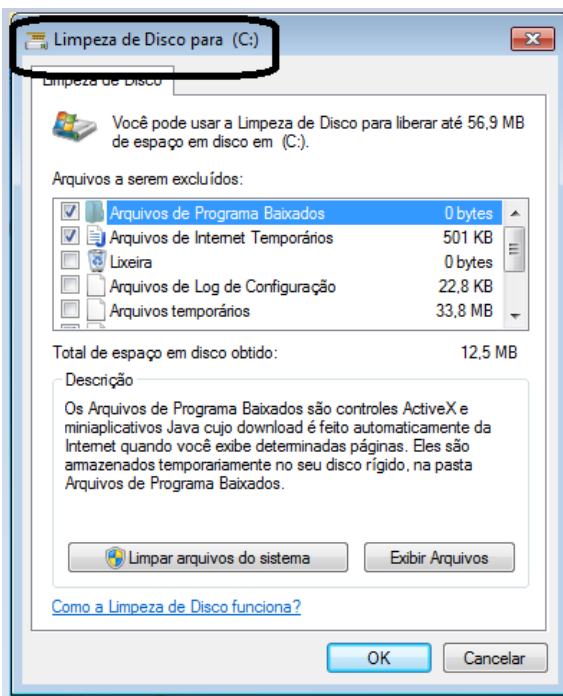 Limpeza de Disco para (C:)
Limpeza de Disco
Você pode usar a Limpeza de Disco para liberar até 56,9 MB
de espaço em disco em (C:).
Arquivos a serem excluídos:
Arquivos de Programa Baixados 0 bytes
Arquivos de Internet Temporários 501 KB
Lixeira 0 bytes
Arquivos de Log de Configuração 22,8 KB
Arquivos temporários 33,8 MB
Total de espaço em disco obtido: 12,5 MB
Descrição
Os Arquivos de Programa Baixados são controles ActiveX e
miniaplicativos Java cujo download é feito automaticamente da
Internet quando você exibe determinadas páginas. Eles são
armazenados temporariamente no seu disco rígido, na pasta
Arquivos de Programa Baixados.
Limpar arquivos do sistema Exibir Arquivos
Como a Limpeza de Disco funciona?
OK Cancelar